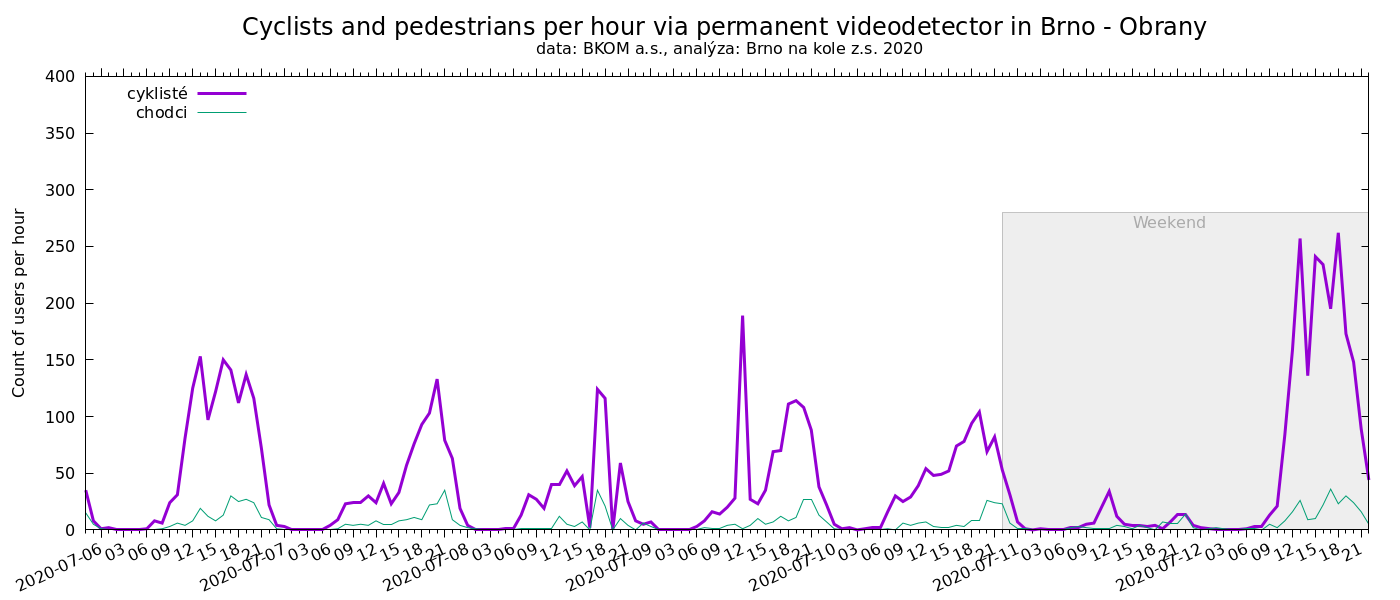 Cyclists and pedestrians per hour via permanent videodetector in Brno - Obrany
data: BKOM a.s., analýza: Brno na kole z.s. 2020
Count of users per hour
400
350
300
250
200
150
100
50
0
cyklisté
chodci
Weekend
2020-07-06 03 06 09 12 15 18 21 2020-07-07 03 06 09 12 15 18 21 2020-07-08 03 06 09 12 15 18 21 2020-07-09 03 06 09 12 15 18 21 2020-07-10 03 06 09 12 15 18 21 2020-07-11 03 06 09 12 15 18 21 2020-07-12 03 06 09 12 15 18 21